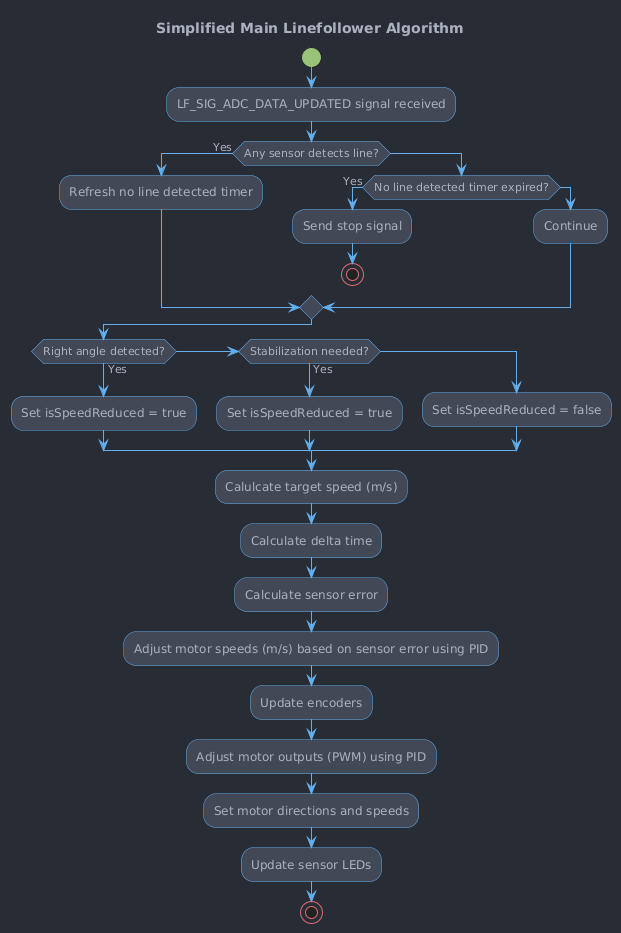 Simplified Main Linefollower Algorithm
LF_SIG_ADC_DATA_UPDATED signal received
Yes
Any sensor detects line?
Refresh no line detected timer
Yes
No line detected timer expired?
Send stop signal
Continue
Right angle detected?
Stabilization needed?
Yes
Yes
Set isSpeedReduced = true
Set isSpeedReduced = true
Set isSpeedReduced = false
Calulcate target speed (m/s)
Calculate delta time
Calculate sensor error
Adjust motor speeds (m/s) based on sensor error using PID
Update encoders
Adjust motor outputs (PWM) using PID
Set motor directions and speeds
Update sensor LEDs